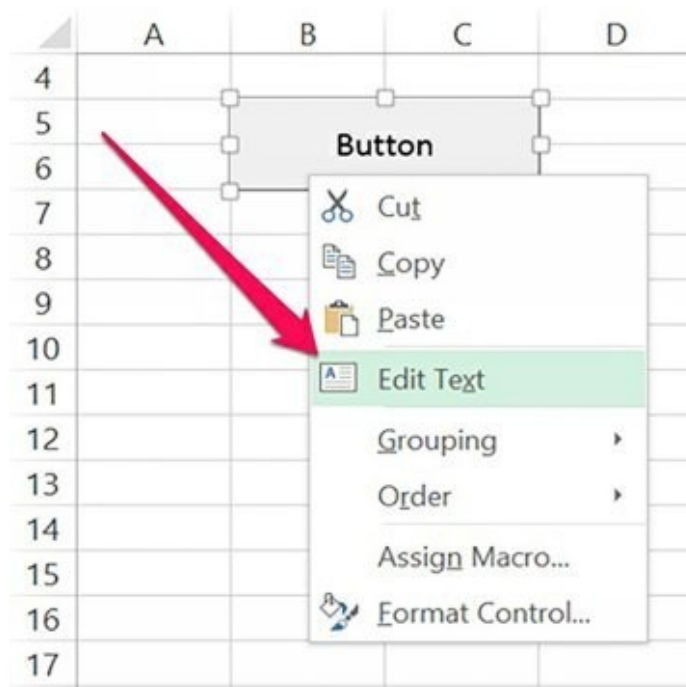 A B C D
4
5
Button
6
7
Cut
8
Copy
9
Paste
10
Edit Text
11
12
Grouping
13
Order
14
Assign Macro...
15
16
Format Control...
17